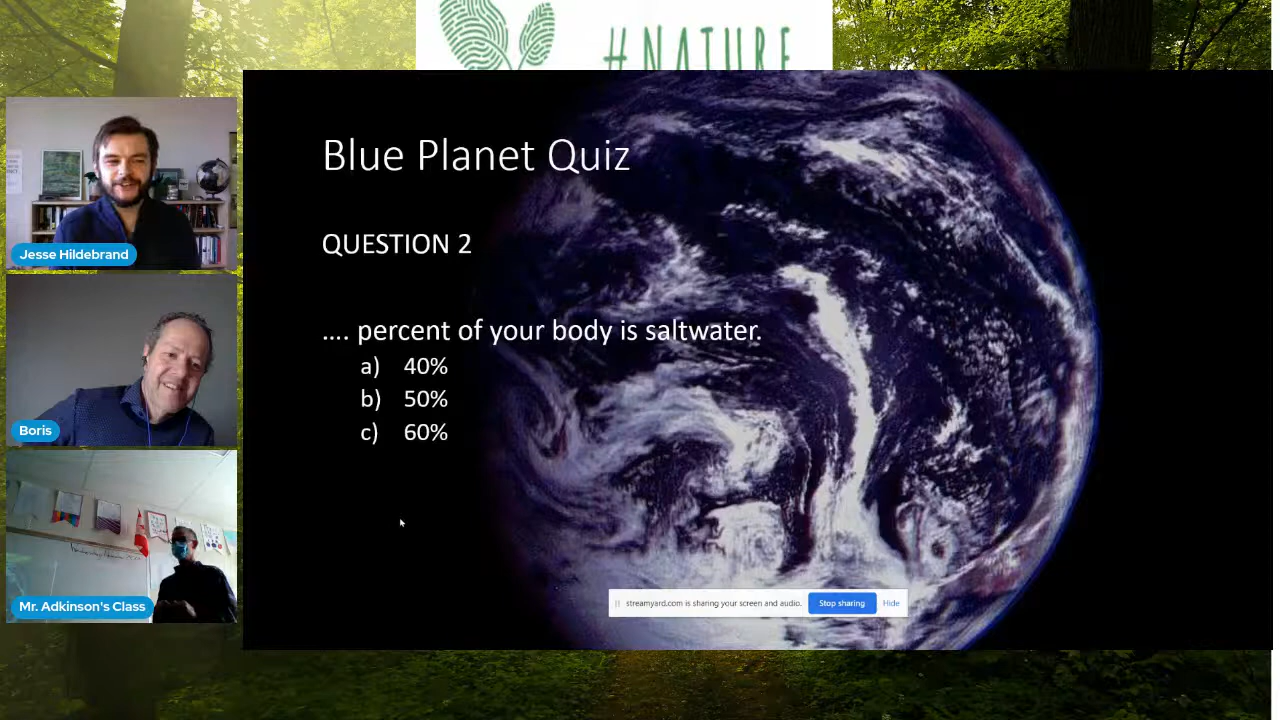 #NATURE
Blue Planet Quiz
QUESTION 2
.... percent of your body is saltwater.
a) 40%
b) 50%
c) 60%
Jesse Hildebrand
Boris
Mr. Adkinson's Class
streamyard.com is sharing your screen and audio.
Stop sharing
Hide